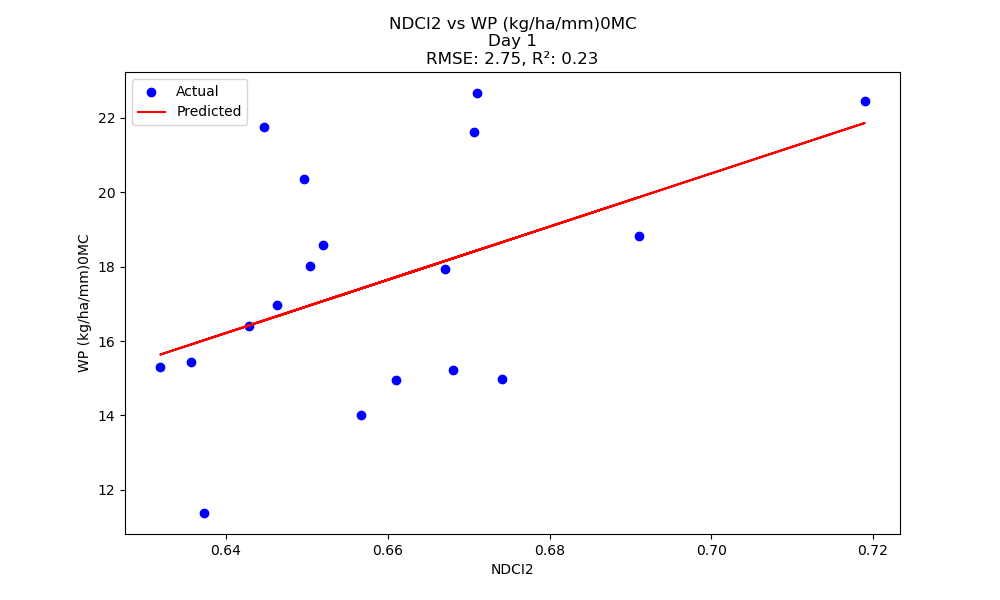 NDCI2 vs WP (kg/ha/mm)0MC
Day 1
RMSE: 2.75, R²: 0.23
Actual
Predicted
22
20
18
16
14
12
WP (kg/ha/mm)0MC
0.64 0.66 0.68 0.70 0.72
NDCI2